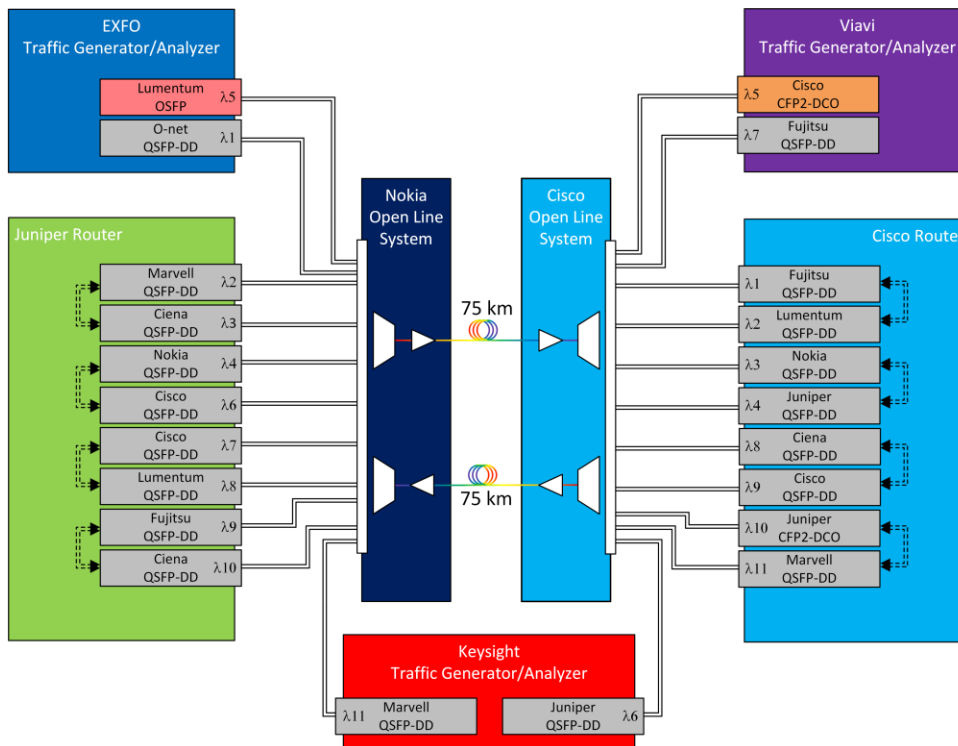 EXFO
Traffic Generator/Analyzer
Lumentum
OSFP
λ5
O-net
QSFP-DD
λ1
Viavi
Traffic Generator/Analyzer
λ5
Cisco
CFP2-DCO
λ7
Fujitsu
QSFP-DD
Nokia
Open Line
System
Cisco
Open Line
System
75 km
75 km
Juniper Router
Marvell
QSFP-DD
λ2
Ciena
QSFP-DD
λ3
Nokia
QSFP-DD
λ4
Cisco
QSFP-DD
λ6
Cisco
QSFP-DD
λ7
Lumentum
QSFP-DD
λ8
Fujitsu
QSFP-DD
λ9
Ciena
QSFP-DD
λ10
Cisco Route
λ1
Fujitsu
QSFP-DD
λ2
Lumentum
QSFP-DD
λ3
Nokia
QSFP-DD
λ4
Juniper
QSFP-DD
λ8
Ciena
QSFP-DD
λ9
Cisco
QSFP-DD
λ10
Juniper
CFP2-DCO
λ11
Marvell
QSFP-DD
Keysight
Traffic Generator/Analyzer
λ11
Marvell
QSFP-DD
Juniper
QSFP-DD
λ6